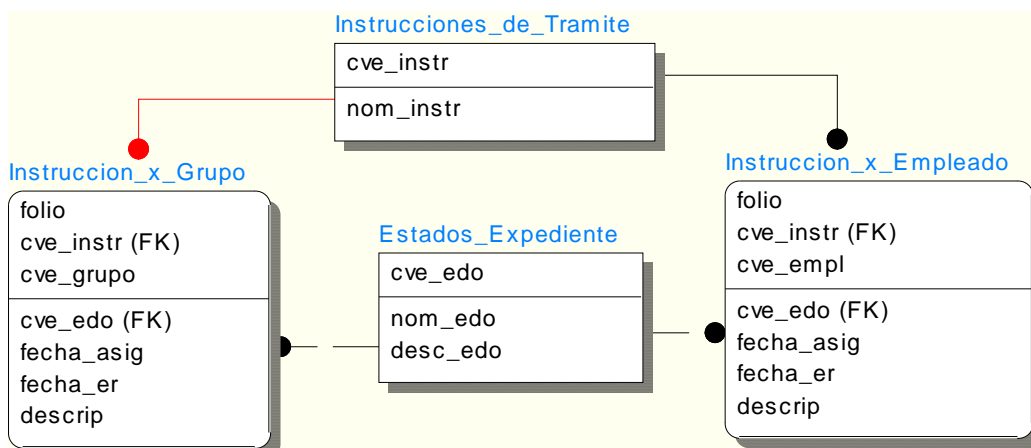 Instrucciones_de_Tramite
cve_instr
nom_instr
Instruccion_x_Grupo
folio
cve_instr (FK)
cve_grupo
cve_edo (FK)
fecha_asig
fecha_er
descrip
Estados_Expediente
cve_edo
nom_edo
desc_edo
Instruccion_x_Empleado
folio
cve_instr (FK)
cve_empl
cve_edo (FK)
fecha_asig
fecha_er
descrip